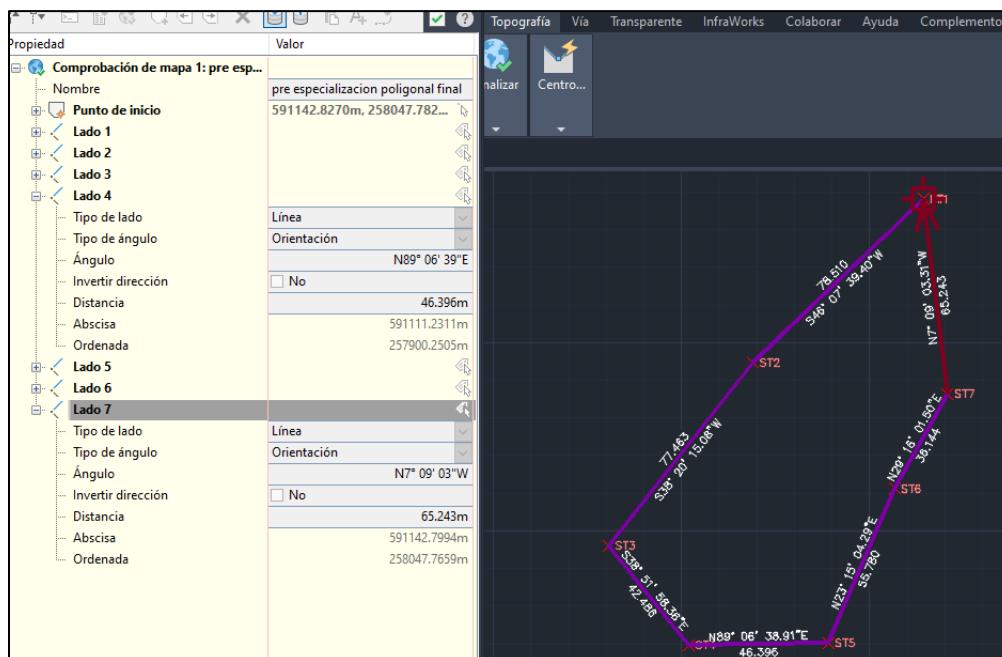 Topografía Vía Transparente InfraWorks Colaborar Ayuda Complemento
Propiedad Valor
nalizar Centro...
Comprobación de mapa 1: pre esp...
Nombre pre especializacion poligonal final
Punto de inicio 591142.8270m, 258047.782...
Lado 1
Lado 2
Lado 3
Lado 4
Tipo de lado Línea
Tipo de ángulo Orientación
Ángulo N89° 06' 39"E
Invertir dirección No
Distancia 46.396m
Abscisa 591111.2311m
Ordenada 257900.2505m
Lado 5
Lado 6
Lado 7
Tipo de lado Línea
Tipo de ángulo Orientación
Ángulo N7° 09' 03"W
Invertir dirección No
Distancia 65.243m
Abscisa 591142.7994m
Ordenada 258047.7659m
78.510
S46° 07' 39.40"W
N7° 09' 03.31"W
65.243
ST2
ST7
77.463
S38° 20' 15.08"W
N29° 16' 01.50"E
38.144
ST6
ST3
N23° 15' 04.29"E
55.780
S38° 51' 58.36"E
42.486
N89° 06' 38.91"E
46.396
ST5